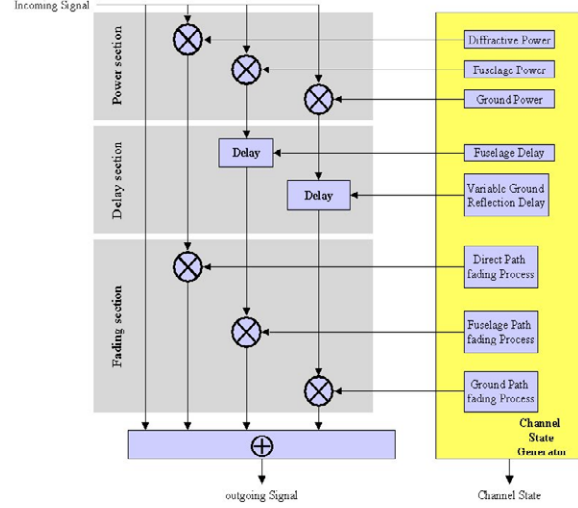 Incoming Signal
Power section
Diffractive Power
Fuselage Power
Ground Power
Delay section
Delay
Fuselage Delay
Delay
Variable Ground
Reflection Delay
Fading section
Direct Path
fading Process
Fuselage Path
fading Process
Ground Path
fading Process
Channel
State
Generator
outgoing Signal
Channel State